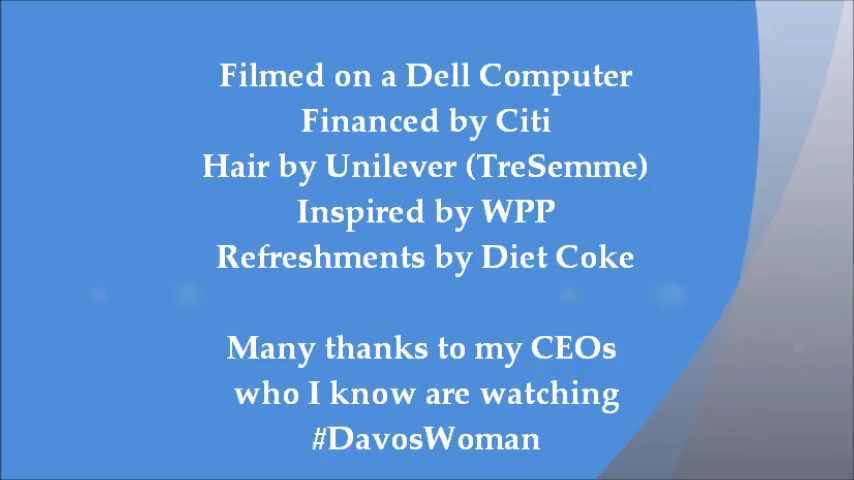 Filmed on a Dell Computer
Financed by Citi
Hair by Unilever (TreSemme)
Inspired by WPP
Refreshments by Diet Coke
Many thanks to my CEOs
who I know are watching
#DavosWoman